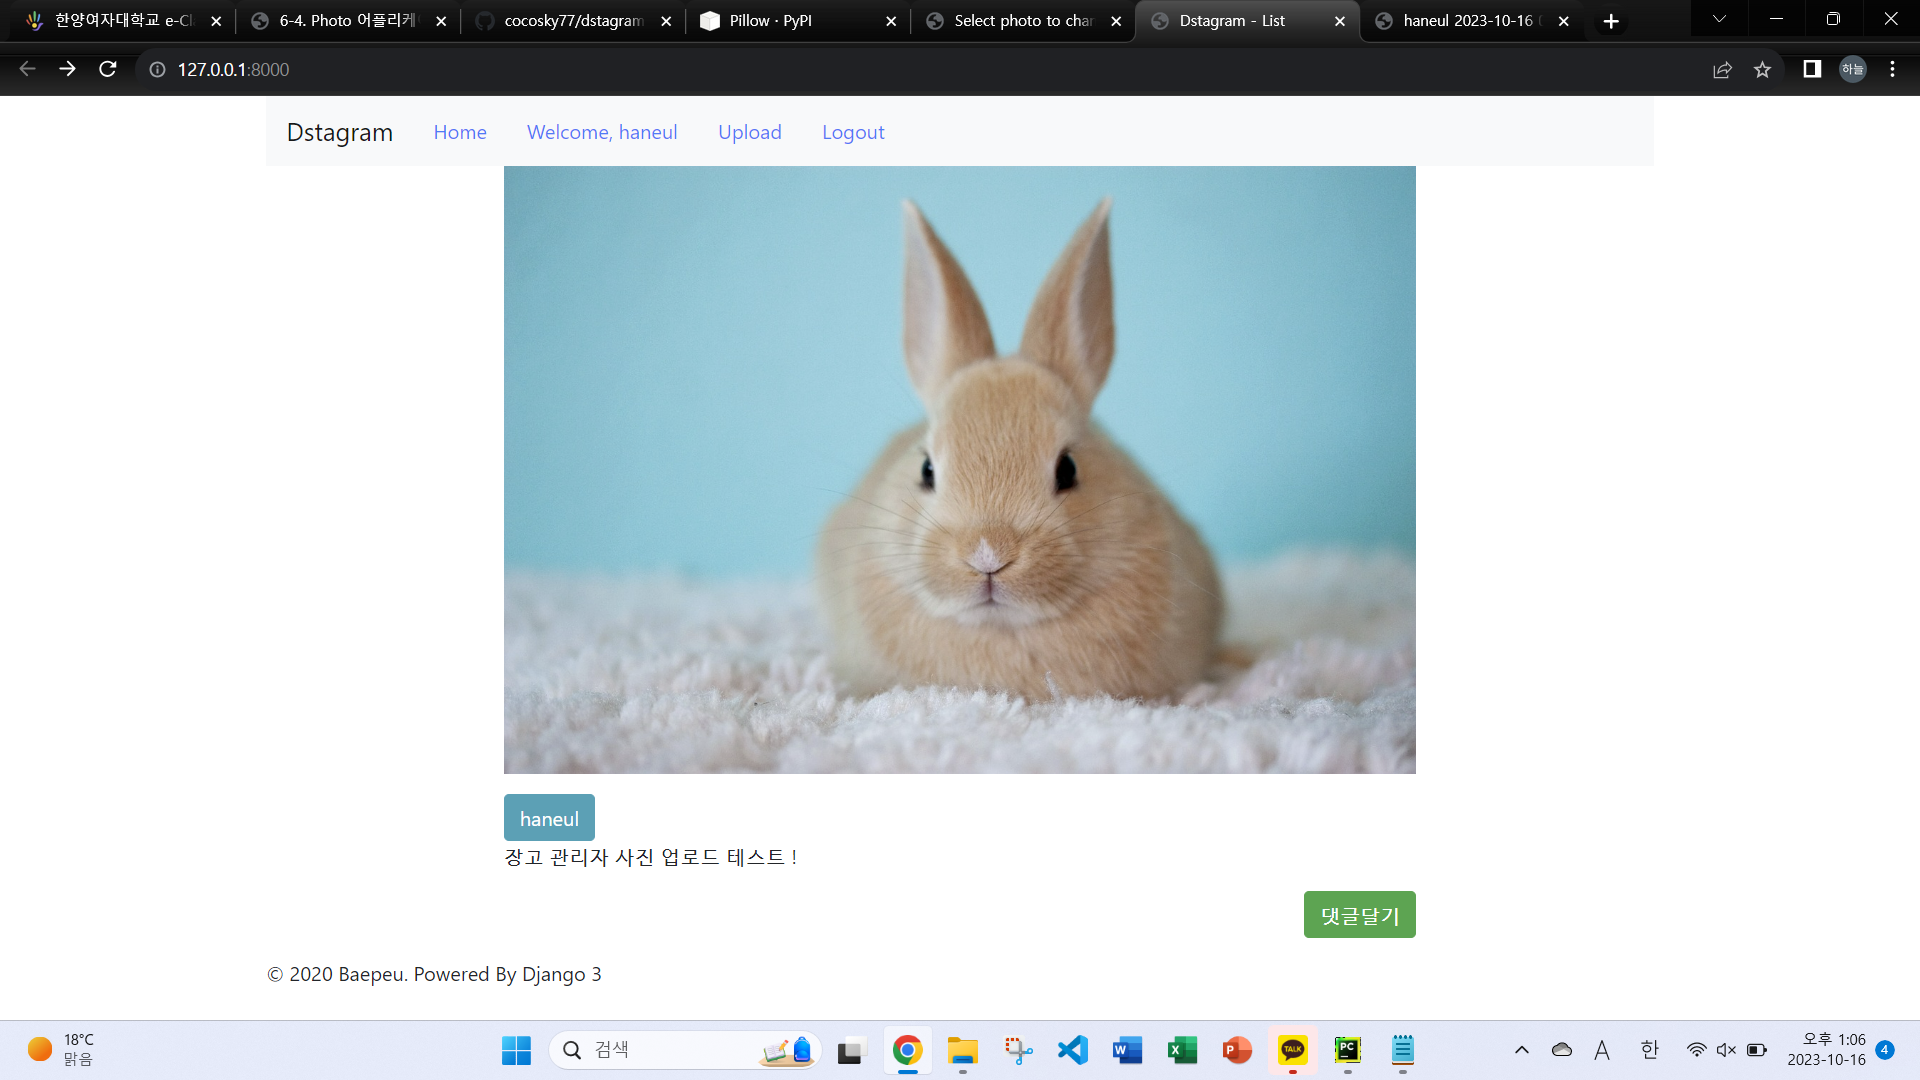 한양여자대학교 e-Cl
6-4. Photo 어플리케
cocosky77/dstagram
Pillow · PyPI
Select photo to cha
Dstagram - List
haneul 2023-10-16
127.0.0.1:8000
하늘
Dstagram
Home
Welcome, haneul
Upload
Logout
haneul
장고 관리자 사진 업로드 테스트 !
댓글달기
© 2020 Baepeu. Powered By Django 3
18°C
맑음
검색
W
X
P
TALK
PC
A
한
오후 1:06
2023-10-16
4